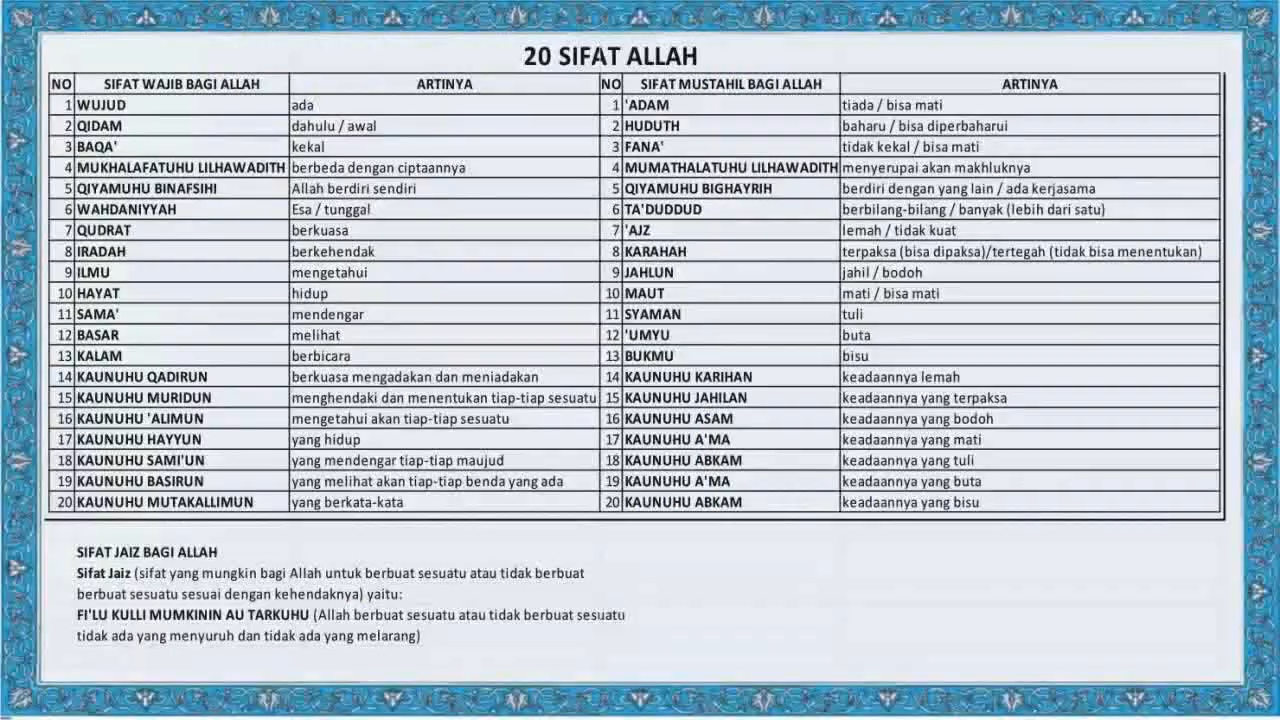 20 SIFAT ALLAH
NO SIFAT WAJIB BAGI ALLAH ARTINYA NO SIFAT MUSTAHIL BAGI ALLAH ARTINYA
1 WUJUD ada 1 'ADAM tiada / bisa mati
2 QIDAM dahulu / awal 2 HUDUTH baharu / bisa diperbaharui
3 BAQA' kekal 3 FANA' tidak kekal / bisa mati
4 MUKHALAFATUHU LILHAWADITH berbeda dengan ciptaannya 4 MUMATHALATUHU LILHAWADITH menyerupai akan makhluknya
5 QIYAMUHU BINAFSIHI Allah berdiri sendiri 5 QIYAMUHU BIGHAYRIH berdiri dengan yang lain / ada kerjasama
6 WAHDANIYYAH Esa / tunggal 6 TA'DUDDUD berbilang-bilang / banyak (lebih dari satu)
7 QUDRAT berkuasa 7 'AJZ lemah / tidak kuat
8 IRADAH berkehendak 8 KARAHAH terpaksa (bisa dipaksa)/tertegah (tidak bisa menentukan)
9 ILMU mengetahui 9 JAHLUN jahil / bodoh
10 HAYAT hidup 10 MAUT mati / bisa mati
11 SAMA' mendengar 11 SYAMAN tuli
12 BASAR melihat 12 'UMYU buta
13 KALAM berbicara 13 BUKMU bisu
14 KAUNUHU QADIRUN berkuasa mengadakan dan meniadakan 14 KAUNUHU KARIHAN keadaannya lemah
15 KAUNUHU MURIDUN menghendaki dan menentukan tiap-tiap sesuatu 15 KAUNUHU JAHILAN keadaannya yang terpaksa
16 KAUNUHU 'ALIMUN mengetahui akan tiap-tiap sesuatu 16 KAUNUHU ASAM keadaannya yang bodoh
17 KAUNUHU HAYYUN yang hidup 17 KAUNUHU A'MA keadaannya yang mati
18 KAUNUHU SAMI'UN yang mendengar tiap-tiap maujud 18 KAUNUHU ABKAM keadaannya yang tuli
19 KAUNUHU BASIRUN yang melihat akan tiap-tiap benda yang ada 19 KAUNUHU A'MA keadaannya yang buta
20 KAUNUHU MUTAKALLIMUN yang berkata-kata 20 KAUNUHU ABKAM keadaannya yang bisu
SIFAT JAIZ BAGI ALLAH
Sifat Jaiz (sifat yang mungkin bagi Allah untuk berbuat sesuatu atau tidak berbuat
berbuat sesuatu sesuai dengan kehendaknya) yaitu:
FI'LU KULLI MUMKININ AU TARKUHU (Allah berbuat sesuatu atau tidak berbuat sesuatu
tidak ada yang menyuruh dan tidak ada yang melarang)